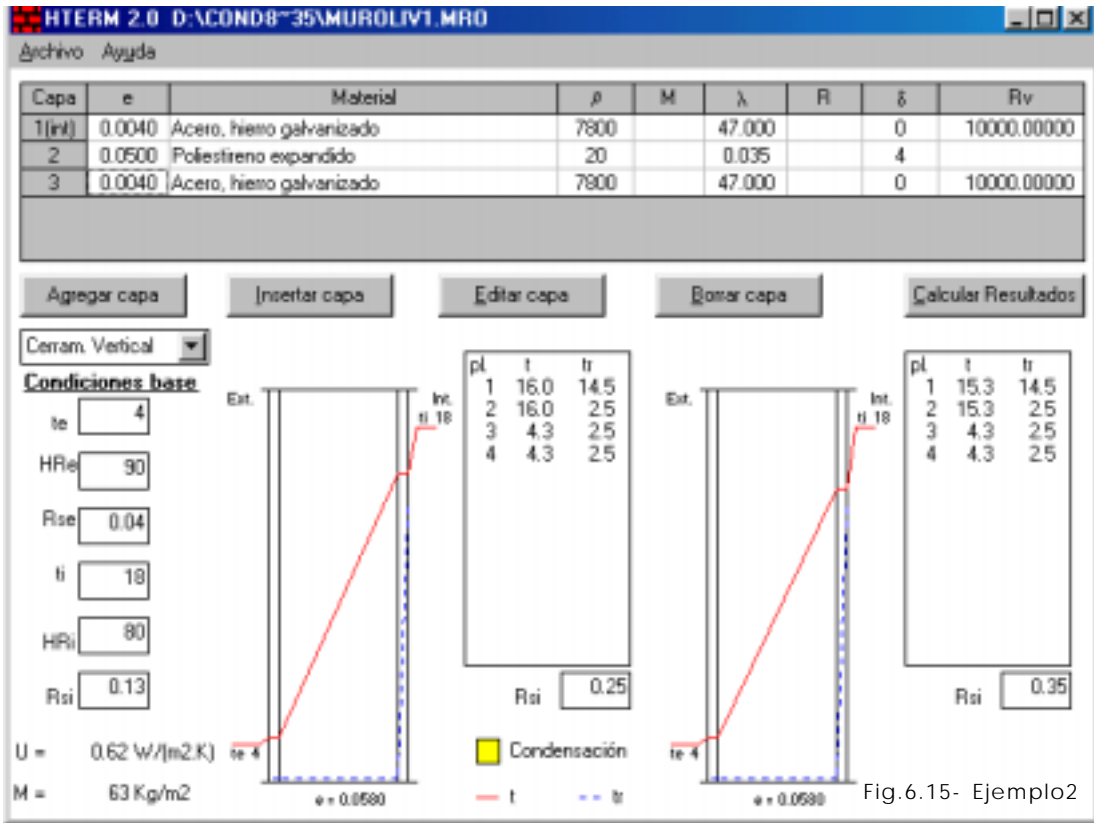 HTERM 2.0 D:\COND8~35\MUROLIV1.MRO
Archivo Ayuda
Capa e Material ρ M λ R δ Rv
1(int) 0.0040 Acero, hierro galvanizado 7800 47.000 0 10000.00000
2 0.0500 Poliestireno expandido 20 0.035 4
3 0.0040 Acero, hierro galvanizado 7800 47.000 0 10000.00000
Agregar capa Insertar capa Editar capa Borrar capa Calcular Resultados
Cerram. Vertical
Condiciones base
te 4
HRe 90
Rse 0.04
ti 18
HRi 80
Rsi 0.13
U = 0.62 W/(m2.K)
M = 63 Kg/m2
Ext. Int.
ti 18
te 4
e = 0.0580
pl. t tr
1 16.0 14.5
2 16.0 2.5
3 4.3 2.5
4 4.3 2.5
Rsi 0.25
Condensación
t tr
Ext. Int.
ti 18
te 4
e = 0.0580
pl. t tr
1 15.3 14.5
2 15.3 2.5
3 4.3 2.5
4 4.3 2.5
Rsi 0.35
Fig.6.15- Ejemplo2